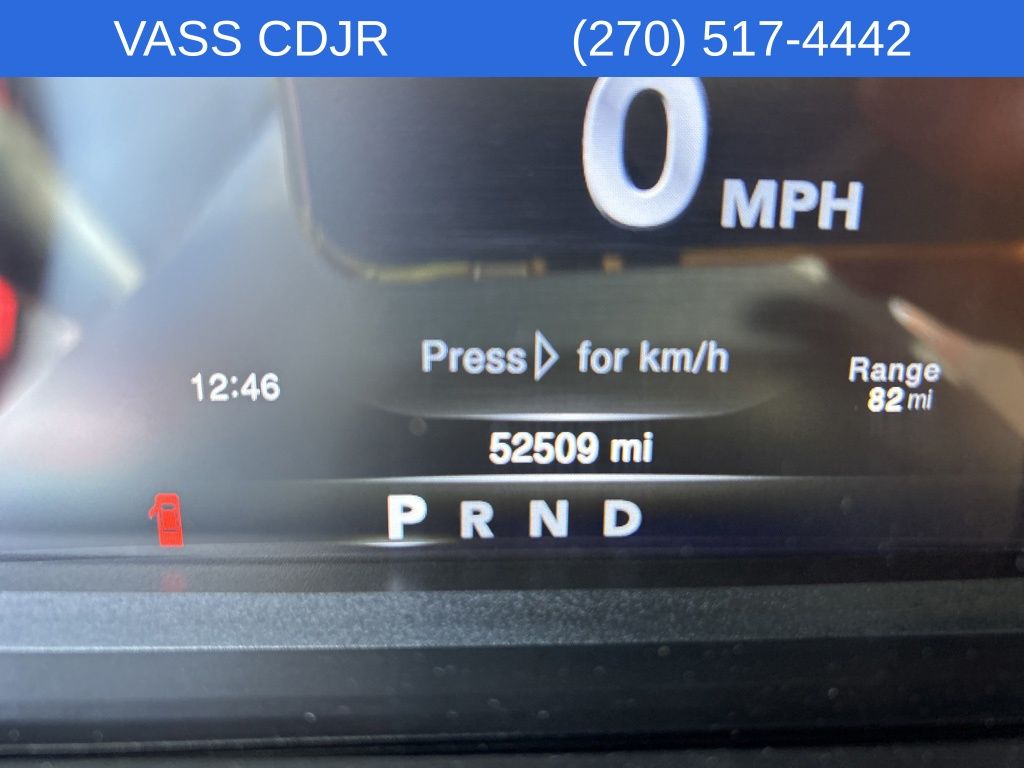 VASS CDJR (270) 517-4442
0 MPH
Press ▷ for km/h
12:46
Range
82 mi
52509 mi
P R N D